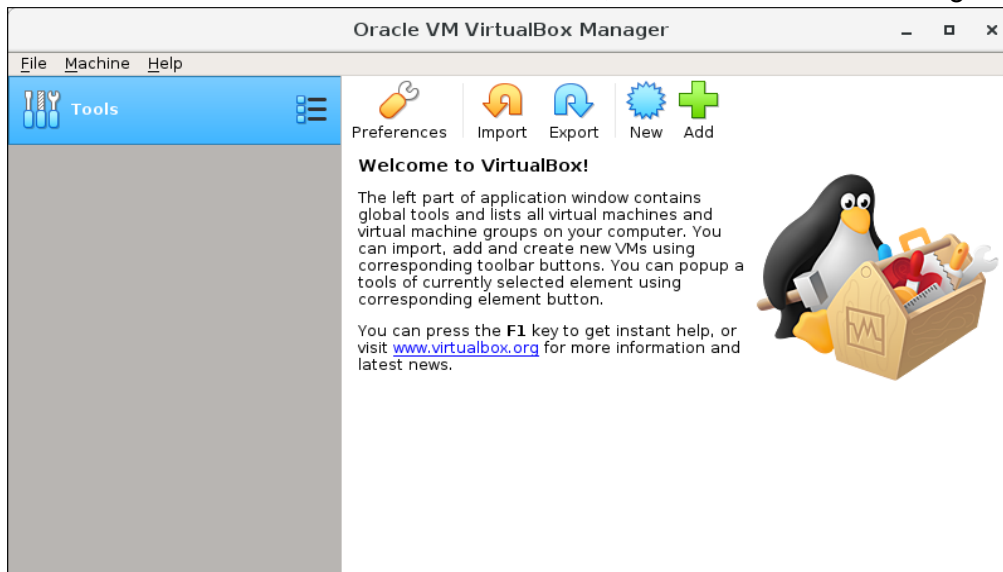 Oracle VM VirtualBox Manager
File Machine Help
Tools
Preferences Import Export New Add
Welcome to VirtualBox!
The left part of application window contains
global tools and lists all virtual machines and
virtual machine groups on your computer. You
can import, add and create new VMs using
corresponding toolbar buttons. You can popup a
tools of currently selected element using
corresponding element button.
You can press the F1 key to get instant help, or
visit www.virtualbox.org for more information and
latest news.